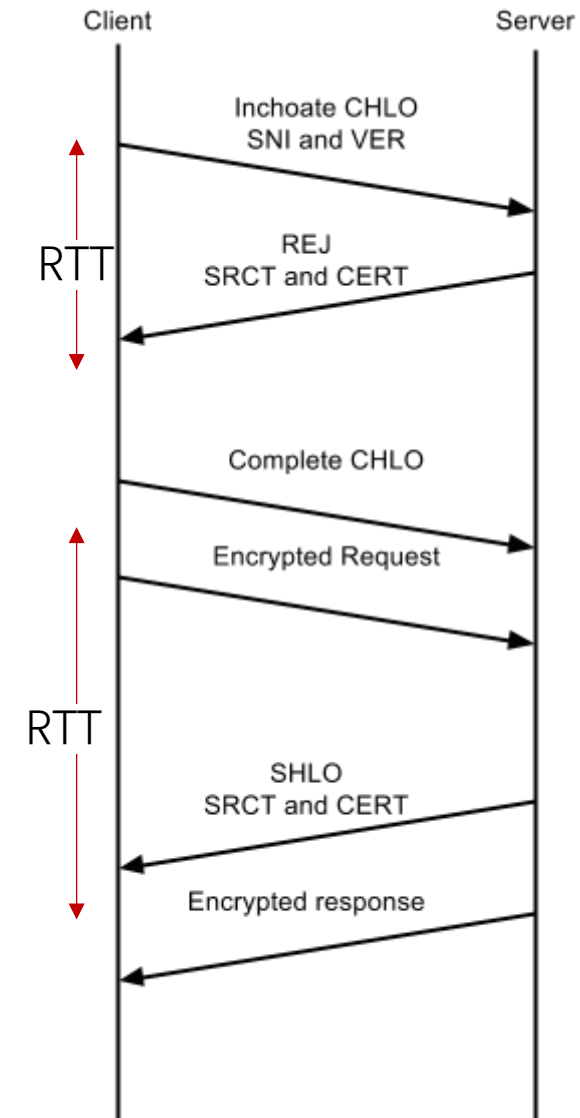 Client
Server
Inchoate CHLO
SNI and VER
RTT
REJ
SRCT and CERT
Complete CHLO
Encrypted Request
RTT
SHLO
SRCT and CERT
Encrypted response